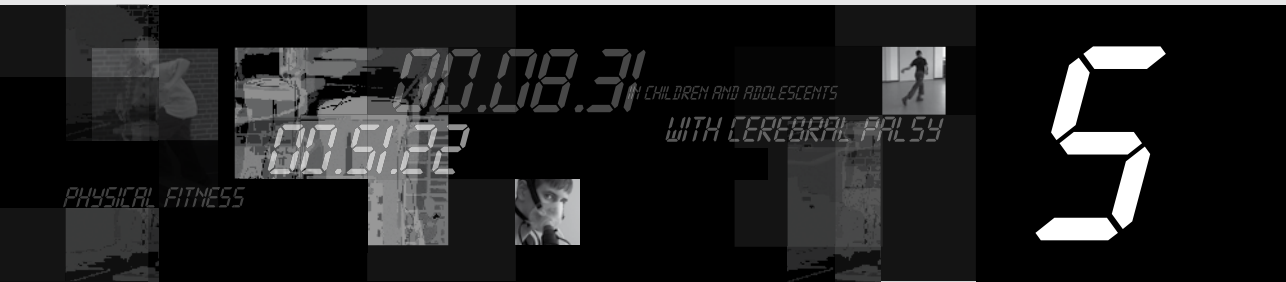 00.08.31
IN CHILDREN AND ADOLESCENTS
WITH CEREBRAL PALSY
00.51.22
PHYSICAL FITNESS
5